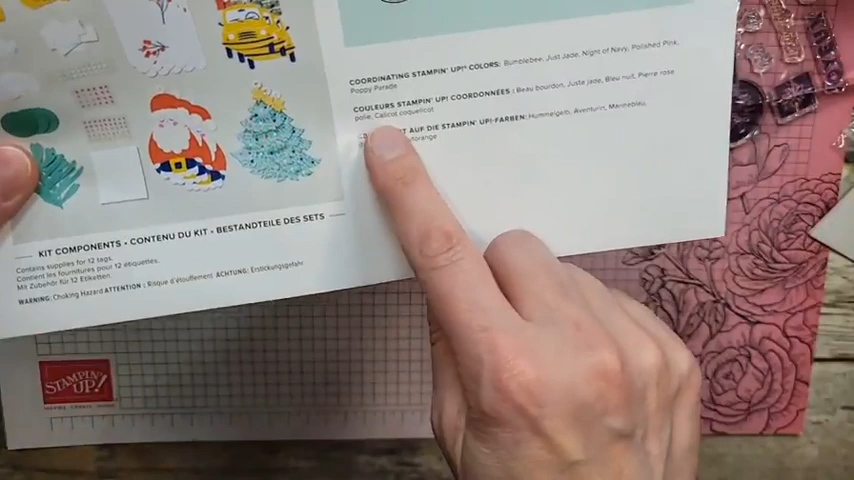 COORDINATING STAMPIN' UP!® COLORS: Bumblebee, Just Jade, Night of Navy, Polished Pink,
Poppy Parade
COULEURS STAMPIN' UP! COORDONNÉES : Beau bourdon, Juste Jade, Bleu nuit, Pierre rose
polie, Calicot coquelicot
AUF DIE STAMPIN' UP!-FARBEN: Hummelgelb, Aventurin, Marineblau,
KIT COMPONENTS • CONTENU DU KIT • BESTANDTEILE DES SETS
Contains supplies for 12 tags.
Contient les fournitures pour 12 étiquettes.
Mit Zubehör für 12 Etiketten.
WARNING: Choking Hazard ATTENTION : Risque d'étouffement ACHTUNG: Erstickungsgefahr
STAMPIN' UP!